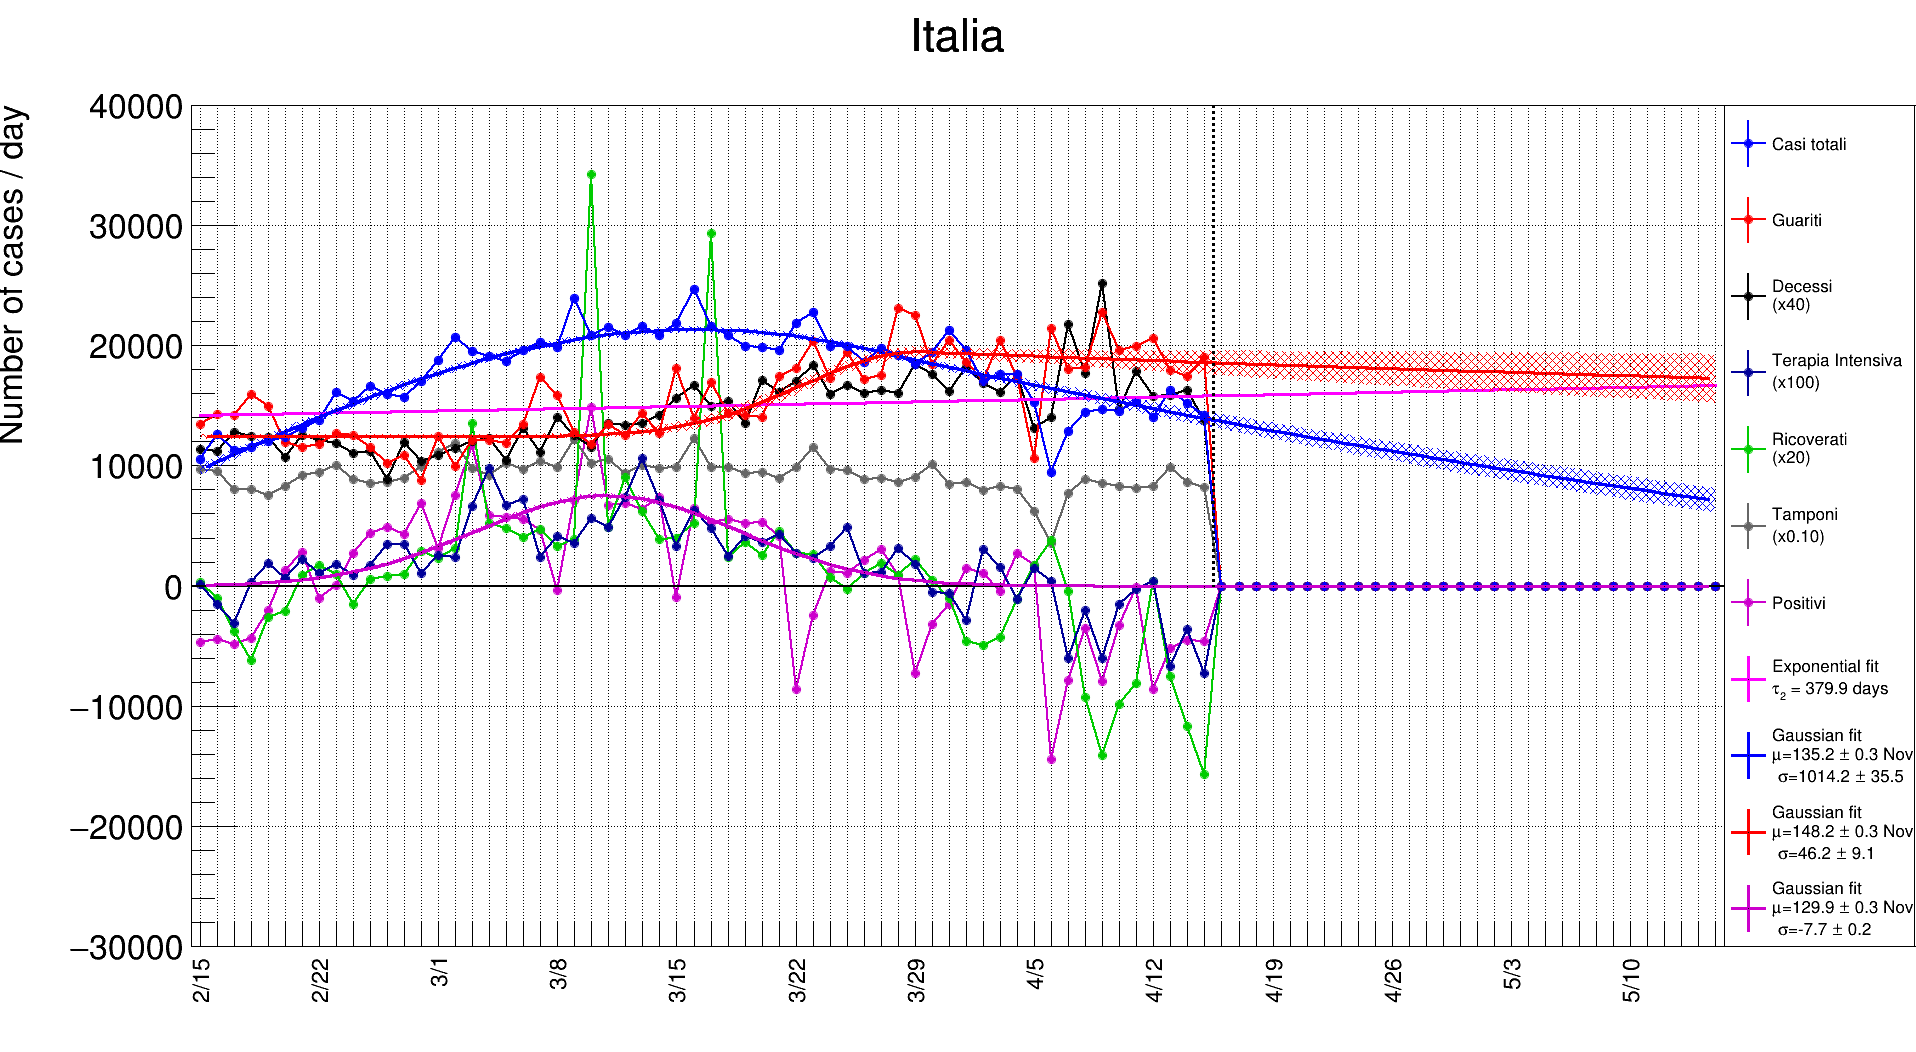 Italia
Number of cases / day
40000
30000
20000
10000
0
−10000
−20000
−30000
2/15
2/22
3/1
3/8
3/15
3/22
3/29
4/5
4/12
4/19
4/26
5/3
5/10
Casi totali
Guariti
Decessi
(x40)
Terapia Intensiva
(x100)
Ricoverati
(x20)
Tamponi
(x0.10)
Positivi
Exponential fit
τ₂ = 379.9 days
Gaussian fit
μ=135.2 ± 0.3 Nov
σ=1014.2 ± 35.5
Gaussian fit
μ=148.2 ± 0.3 Nov
σ=46.2 ± 9.1
Gaussian fit
μ=129.9 ± 0.3 Nov
σ=-7.7 ± 0.2